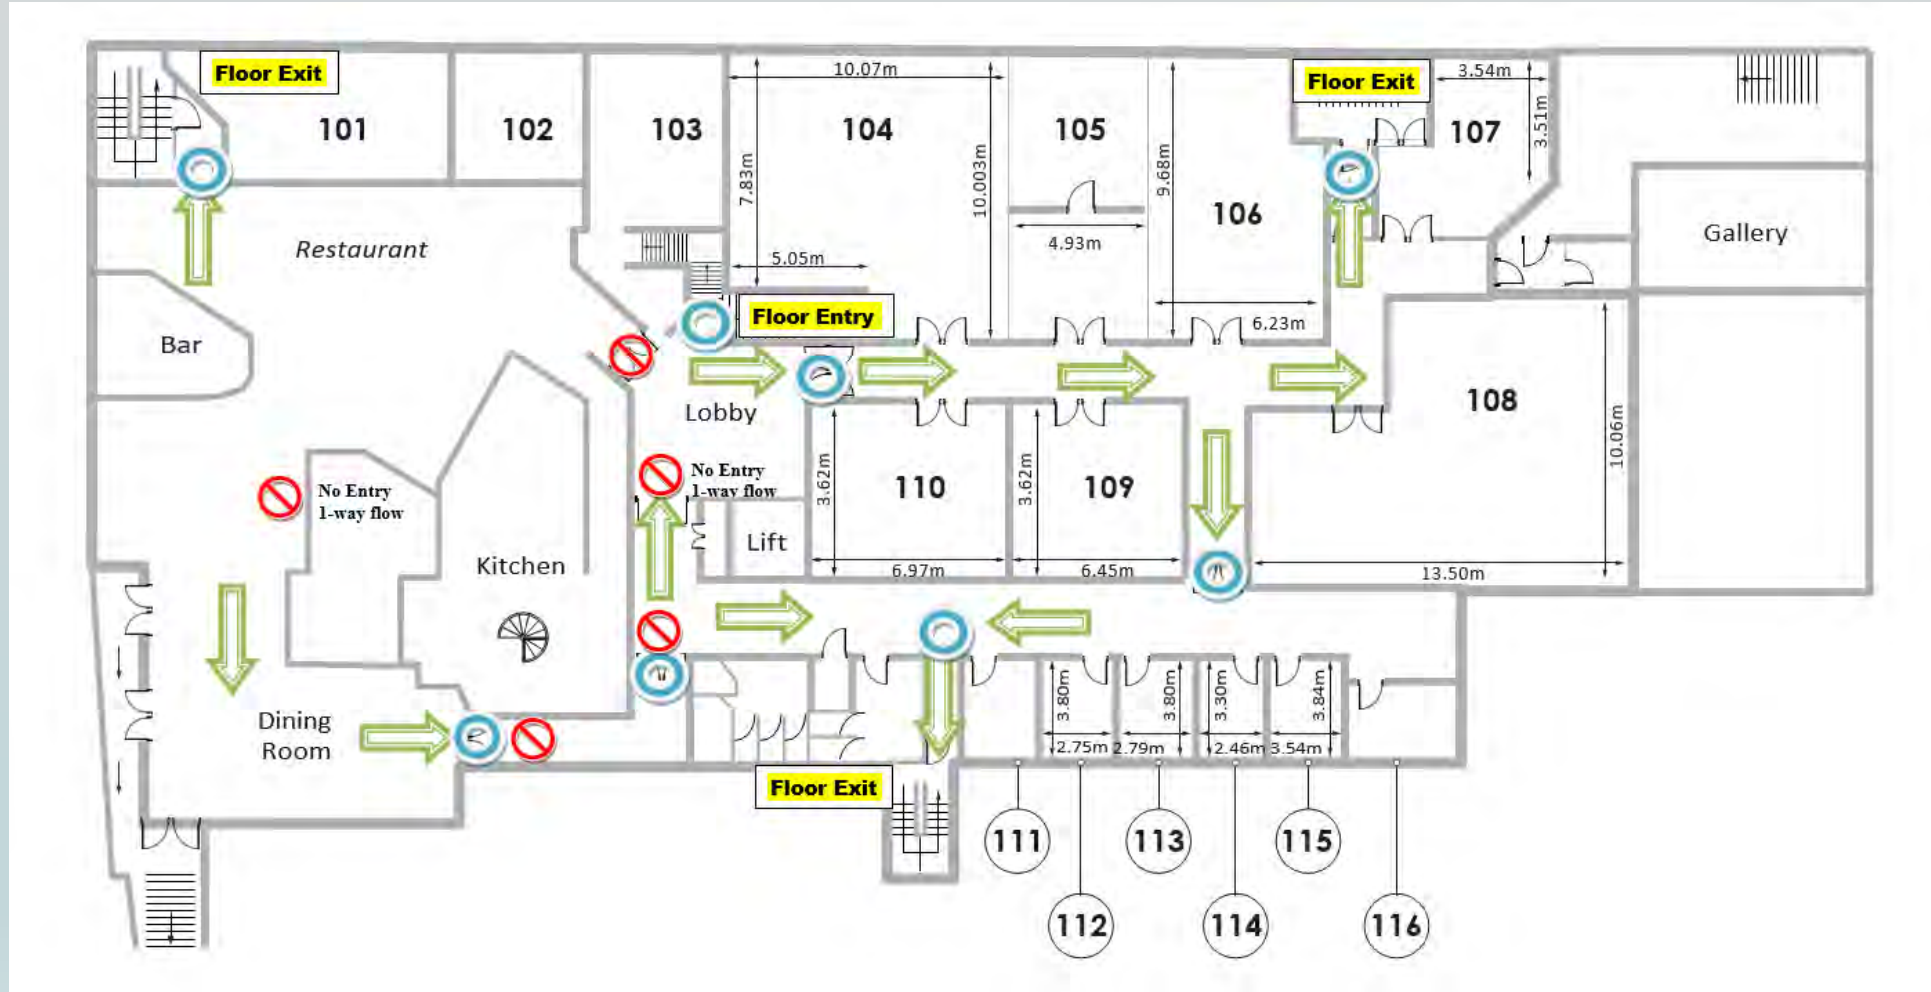 Floor Exit
10.07m
Floor Exit
3.54m
101
102
103
104
105
107
3.51m
7.83m
10.003m
9.68m
106
Gallery
Restaurant
4.93m
5.05m
Floor Entry
6.23m
Bar
Lobby
108
10.06m
No Entry
1-way flow
No Entry
1-way flow
3.62m
110
3.62m
109
Lift
Kitchen
6.97m
6.45m
13.50m
Dining
Room
3.80m
3.80m
3.30m
3.84m
2.75m
2.79m
2.46m
3.54m
Floor Exit
111
113
115
112
114
116